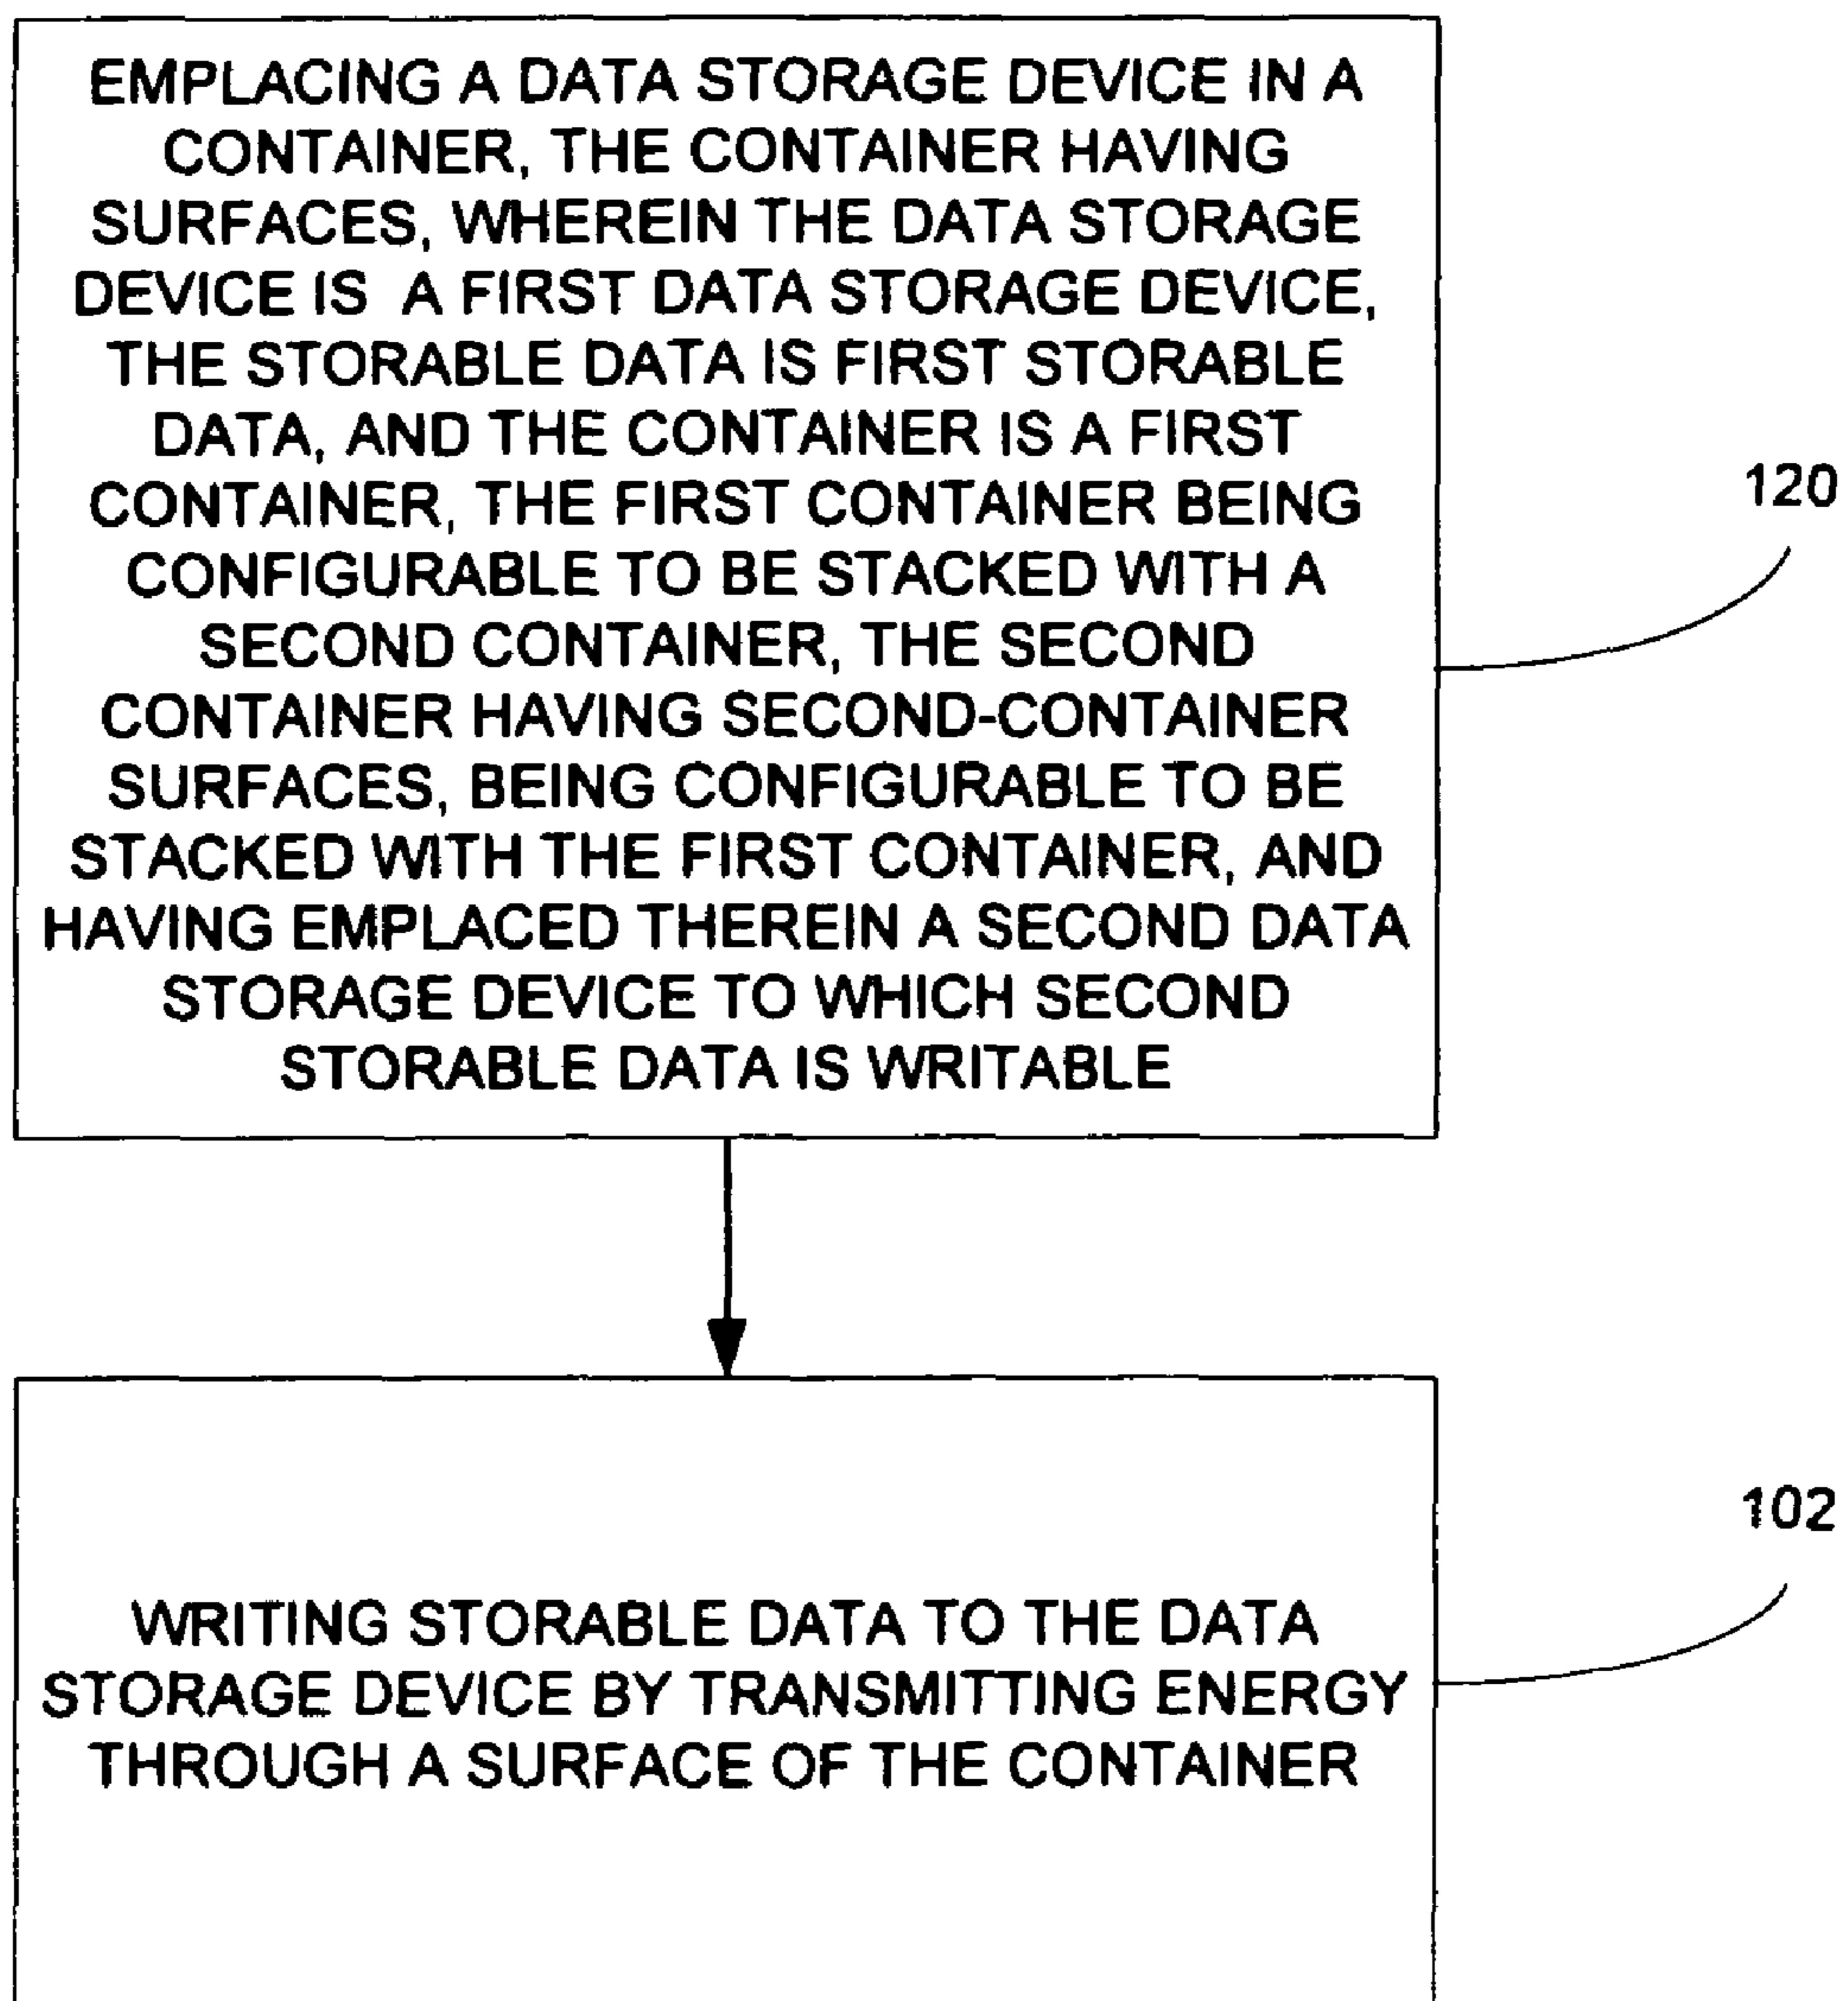 EMPLACING A DATA STORAGE DEVICE IN A
CONTAINER, THE CONTAINER HAVING
SURFACES, WHEREIN THE DATA STORAGE
DEVICE IS A FIRST DATA STORAGE DEVICE,
THE STORABLE DATA IS FIRST STORABLE
DATA, AND THE CONTAINER IS A FIRST
CONTAINER, THE FIRST CONTAINER BEING
CONFIGURABLE TO BE STACKED WITH A
SECOND CONTAINER, THE SECOND
CONTAINER HAVING SECOND-CONTAINER
SURFACES, BEING CONFIGURABLE TO BE
STACKED WITH THE FIRST CONTAINER, AND
HAVING EMPLACED THEREIN A SECOND DATA
STORAGE DEVICE TO WHICH SECOND
STORABLE DATA IS WRITABLE
120
WRITING STORABLE DATA TO THE DATA
STORAGE DEVICE BY TRANSMITTING ENERGY
THROUGH A SURFACE OF THE CONTAINER
102